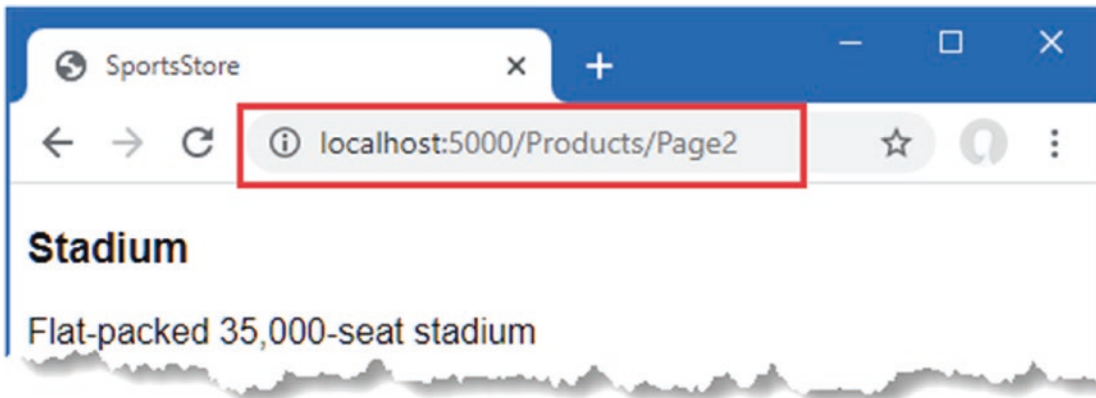 SportsStore
localhost:5000/Products/Page2
Stadium
Flat-packed 35,000-seat stadium